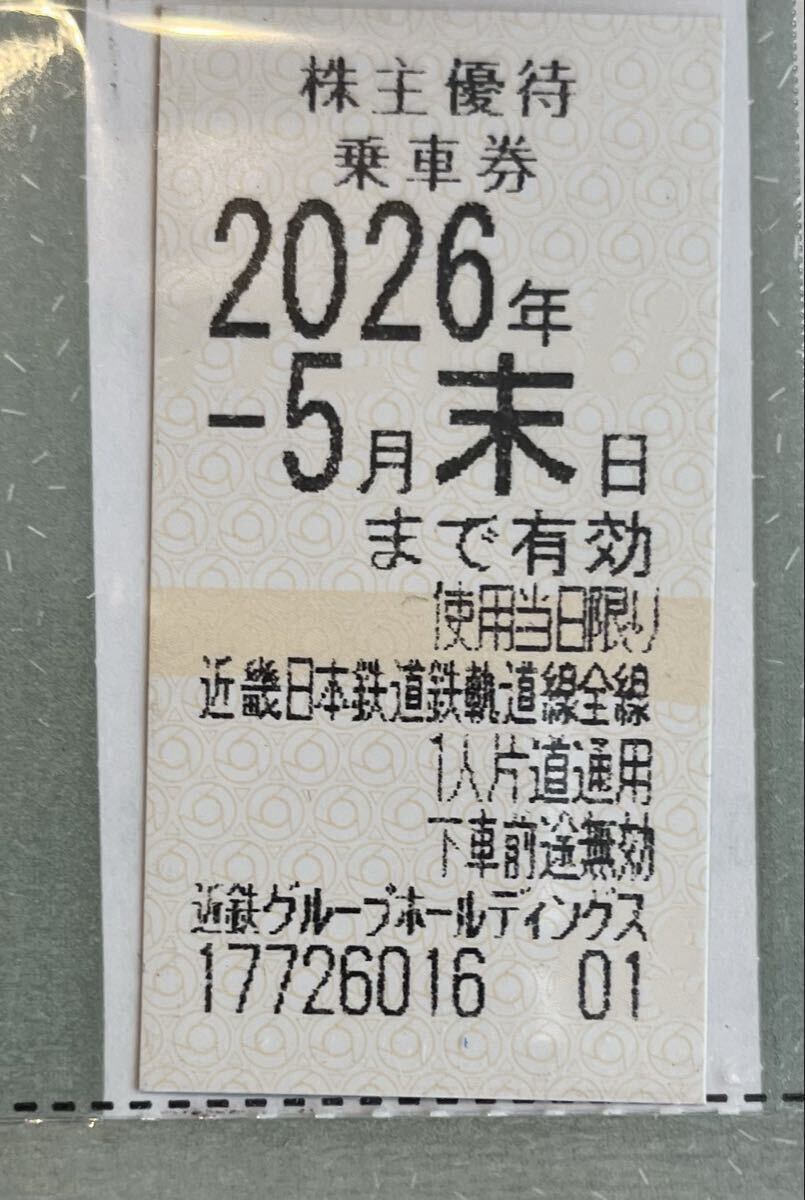 株主優待
乗車券
2026年
-5月末日
まで有効
使用当日限り
近畿日本鉄道鉄軌道線全線
1人片道通用
下車前途無効
近鉄グループホールディングス
17726016 01